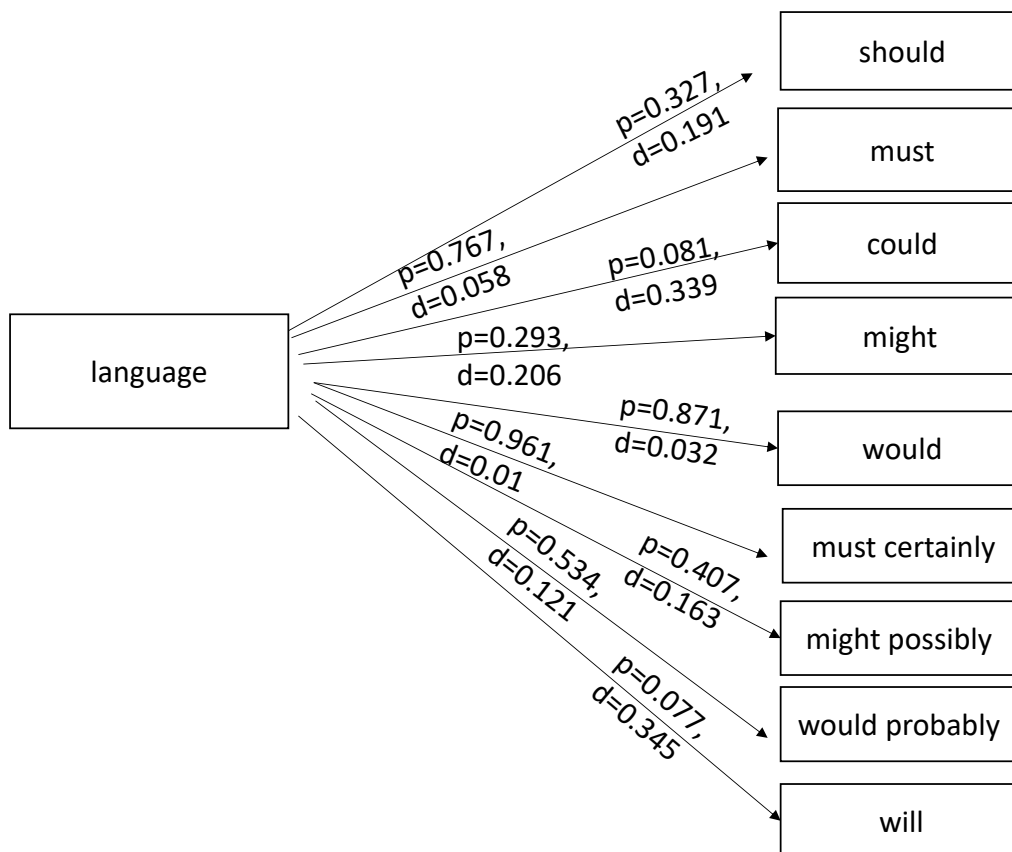 should
p=0.327,
d=0.191
must
p=0.767,
d=0.058
could
p=0.081,
d=0.339
might
p=0.293,
d=0.206
language
would
p=0.871,
d=0.032
must certainly
p=0.961,
d=0.01
might possibly
p=0.407,
d=0.163
would probably
p=0.534,
d=0.121
will
p=0.077,
d=0.345